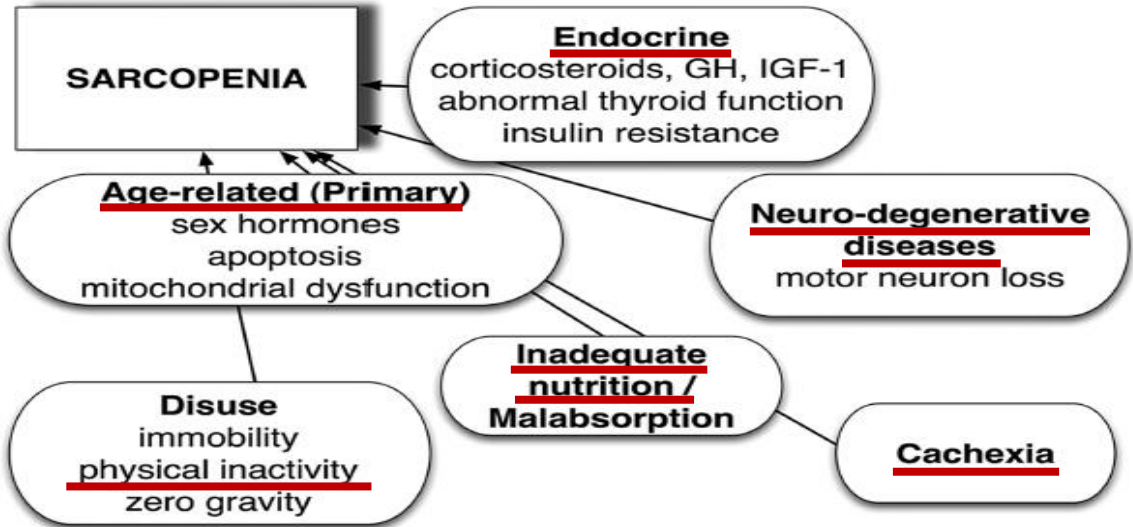 SARCOPENIA
Endocrine
corticosteroids, GH, IGF-1
abnormal thyroid function
insulin resistance
Age-related (Primary)
sex hormones
apoptosis
mitochondrial dysfunction
Neuro-degenerative
diseases
motor neuron loss
Inadequate
nutrition /
Malabsorption
Disuse
immobility
physical inactivity
zero gravity
Cachexia